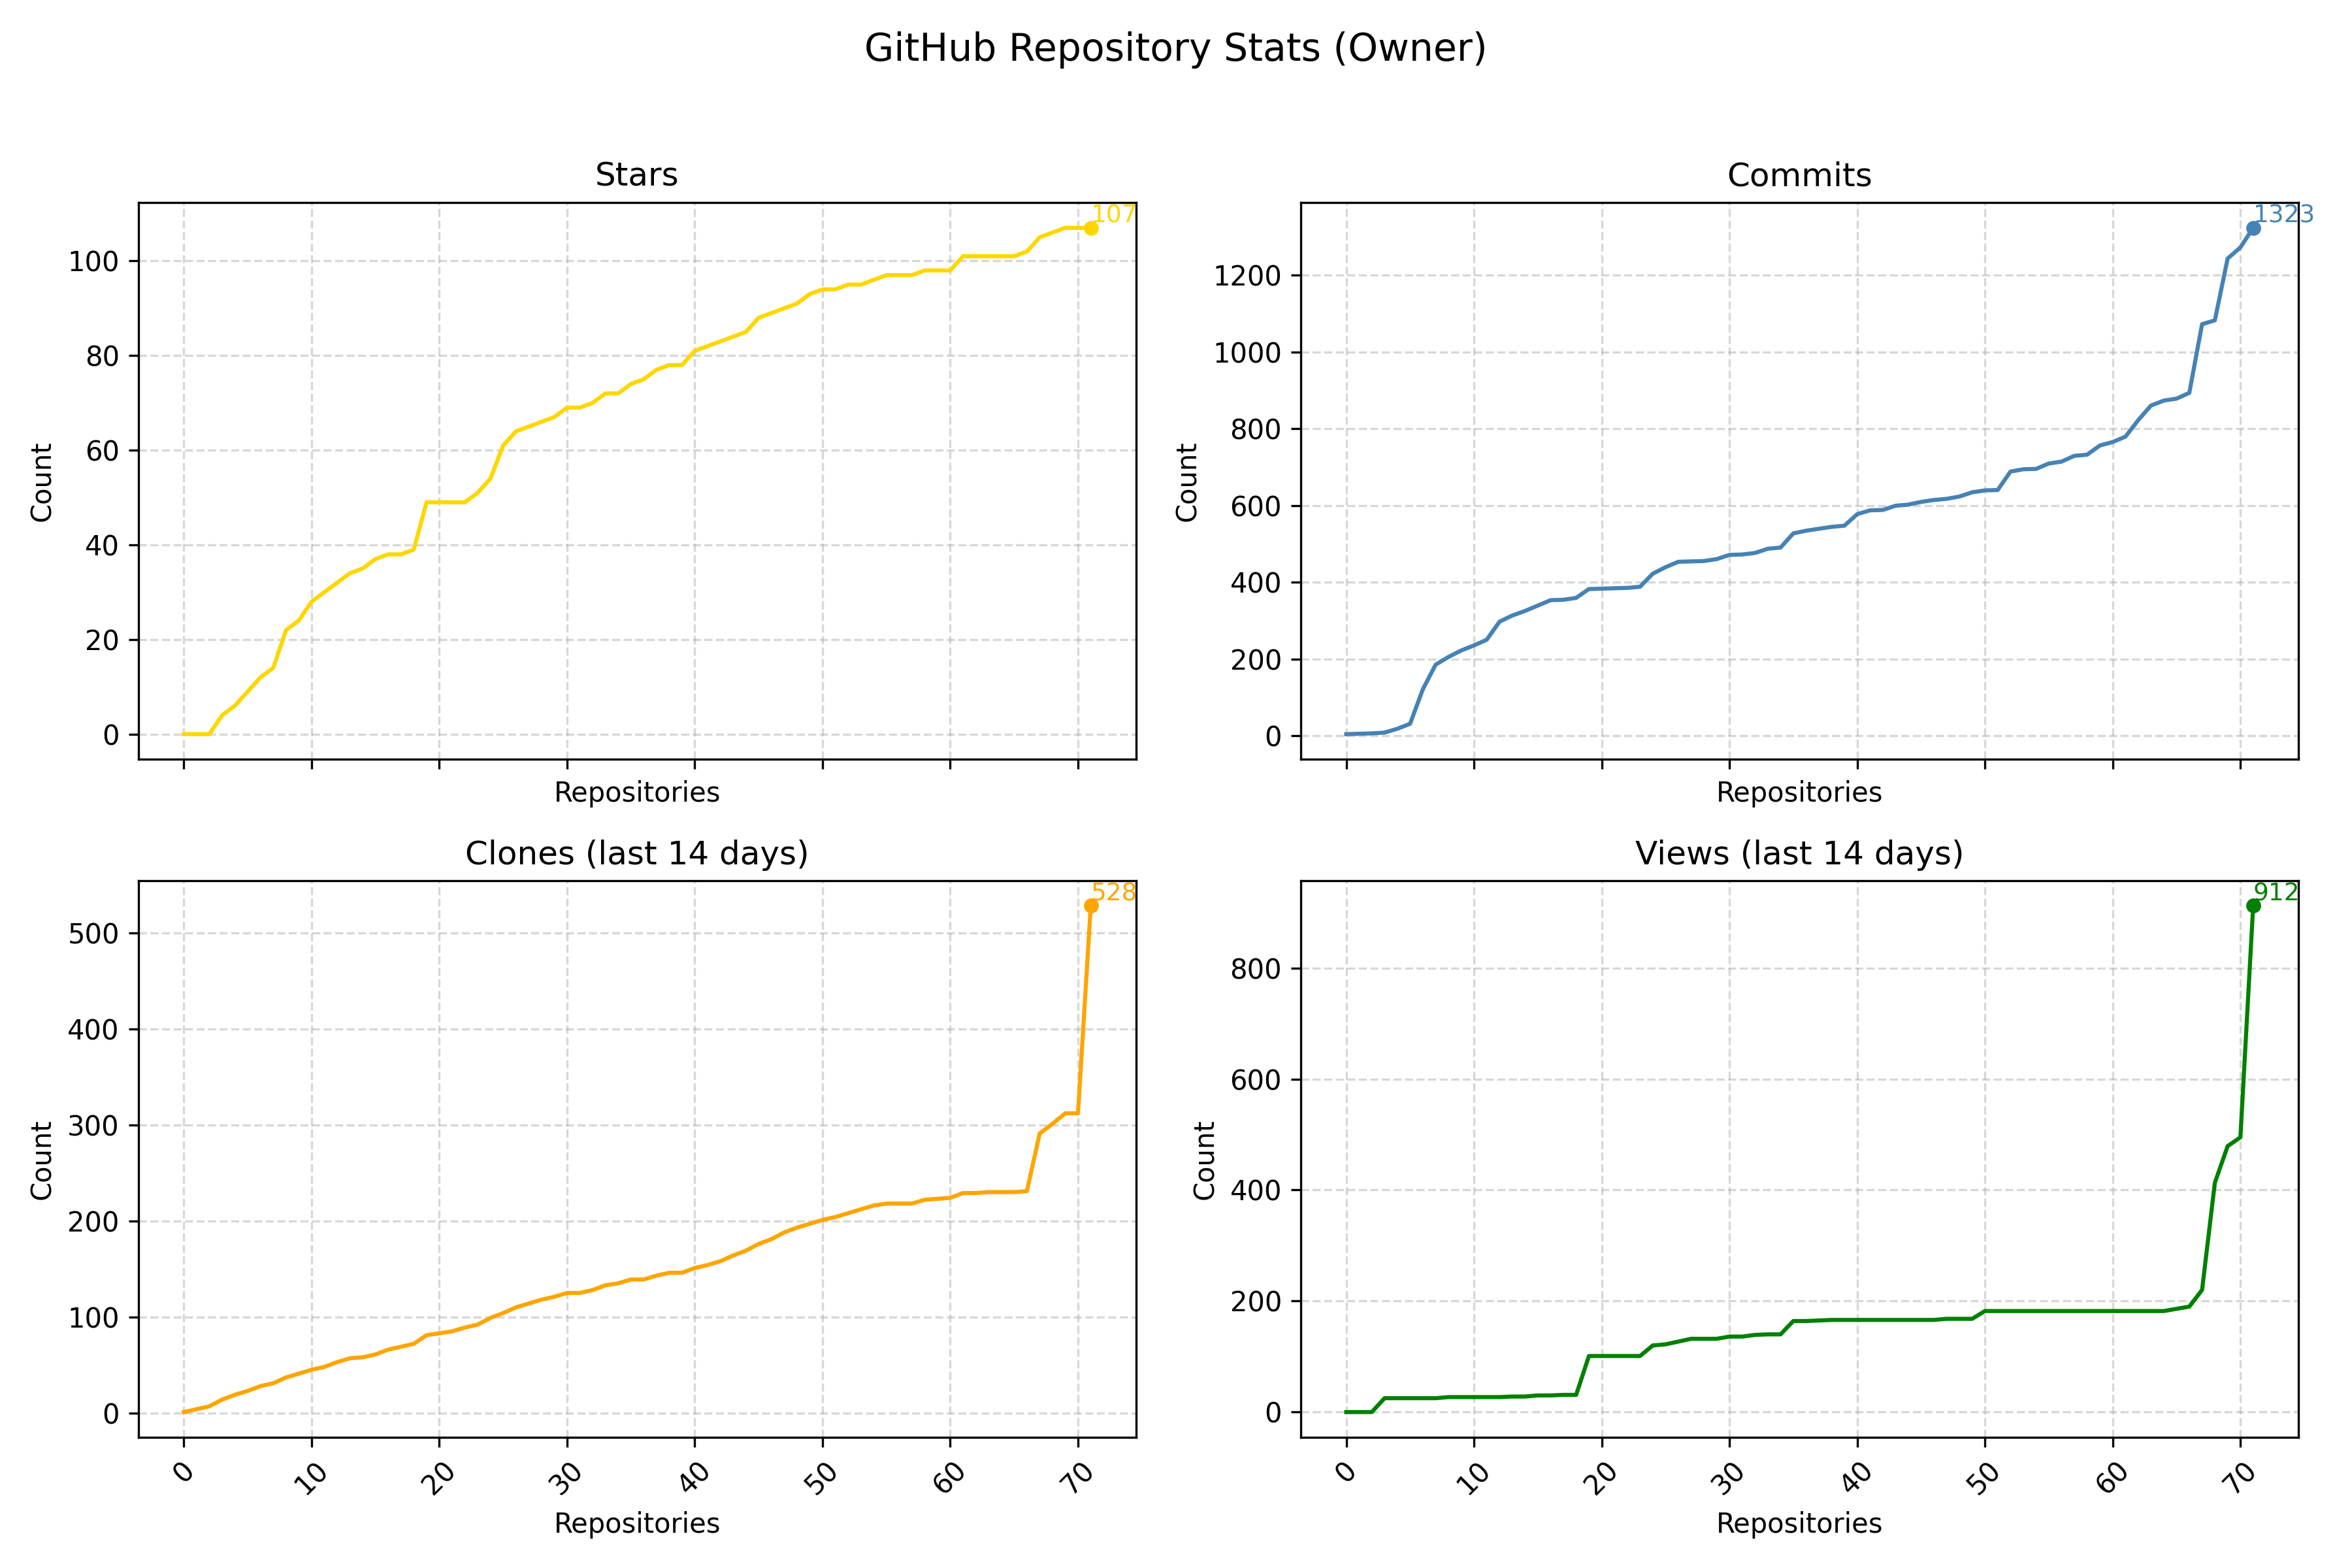 GitHub Repository Stats (Owner)
Stars
107
100
80
60
40
20
0
Count
Repositories
Commits
1323
1200
1000
800
600
400
200
0
Count
Repositories
Clones (last 14 days)
528
500
400
300
200
100
0
Count
0 10 20 30 40 50 60 70
Repositories
Views (last 14 days)
912
800
600
400
200
0
Count
0 10 20 30 40 50 60 70
Repositories